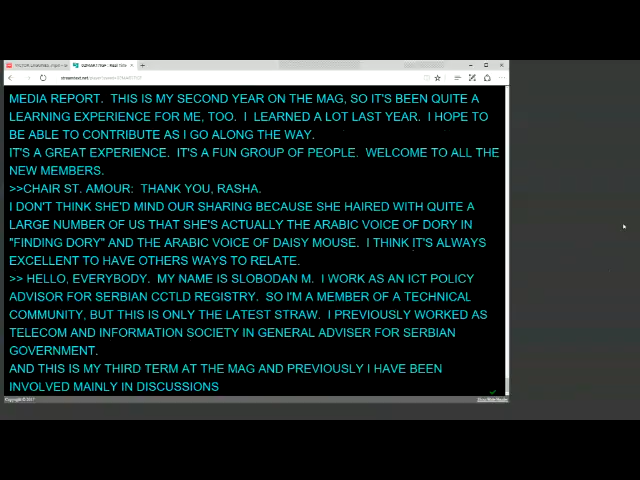 MEDIA REPORT.  THIS IS MY SECOND YEAR ON THE MAG, SO IT'S BEEN QUITE A
LEARNING EXPERIENCE FOR ME, TOO.  I  LEARNED A LOT LAST YEAR.  I HOPE TO
BE ABLE TO CONTRIBUTE AS I GO ALONG THE WAY.
IT'S A GREAT EXPERIENCE.  IT'S A FUN GROUP OF PEOPLE.  WELCOME TO ALL THE
NEW MEMBERS.
>>CHAIR ST. AMOUR:  THANK YOU, RASHA.
I DON'T THINK SHE'D MIND OUR SHARING BECAUSE SHE HAIRED WITH QUITE A
LARGE NUMBER OF US THAT SHE'S ACTUALLY THE ARABIC VOICE OF DORY IN
"FINDING DORY" AND THE ARABIC VOICE OF DAISY MOUSE.  I THINK IT'S ALWAYS
EXCELLENT TO HAVE OTHERS WAYS TO RELATE.
>> HELLO, EVERYBODY.  MY NAME IS SLOBODAN M.  I WORK AS AN ICT POLICY
ADVISOR FOR SERBIAN CCTLD REGISTRY.  SO I'M A MEMBER OF A TECHNICAL
COMMUNITY, BUT THIS IS ONLY THE LATEST STRAW.  I PREVIOUSLY WORKED AS
TELECOM AND INFORMATION SOCIETY IN GENERAL ADVISER FOR SERBIAN
GOVERNMENT.
AND THIS IS MY THIRD TERM AT THE MAG AND PREVIOUSLY I HAVE BEEN
INVOLVED MAINLY IN DISCUSSIONS
Copyright © 2017